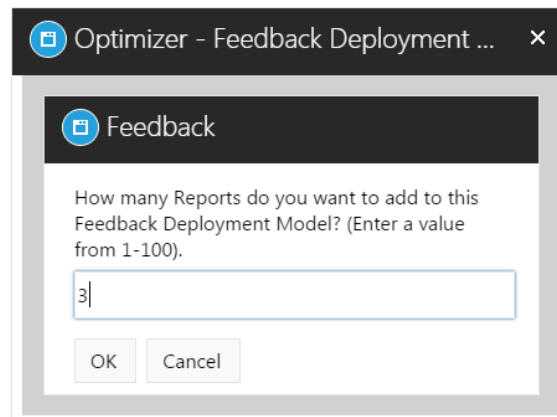 Optimizer - Feedback Deployment ...
Feedback
How many Reports do you want to add to this
Feedback Deployment Model? (Enter a value
from 1-100).
3
OK Cancel